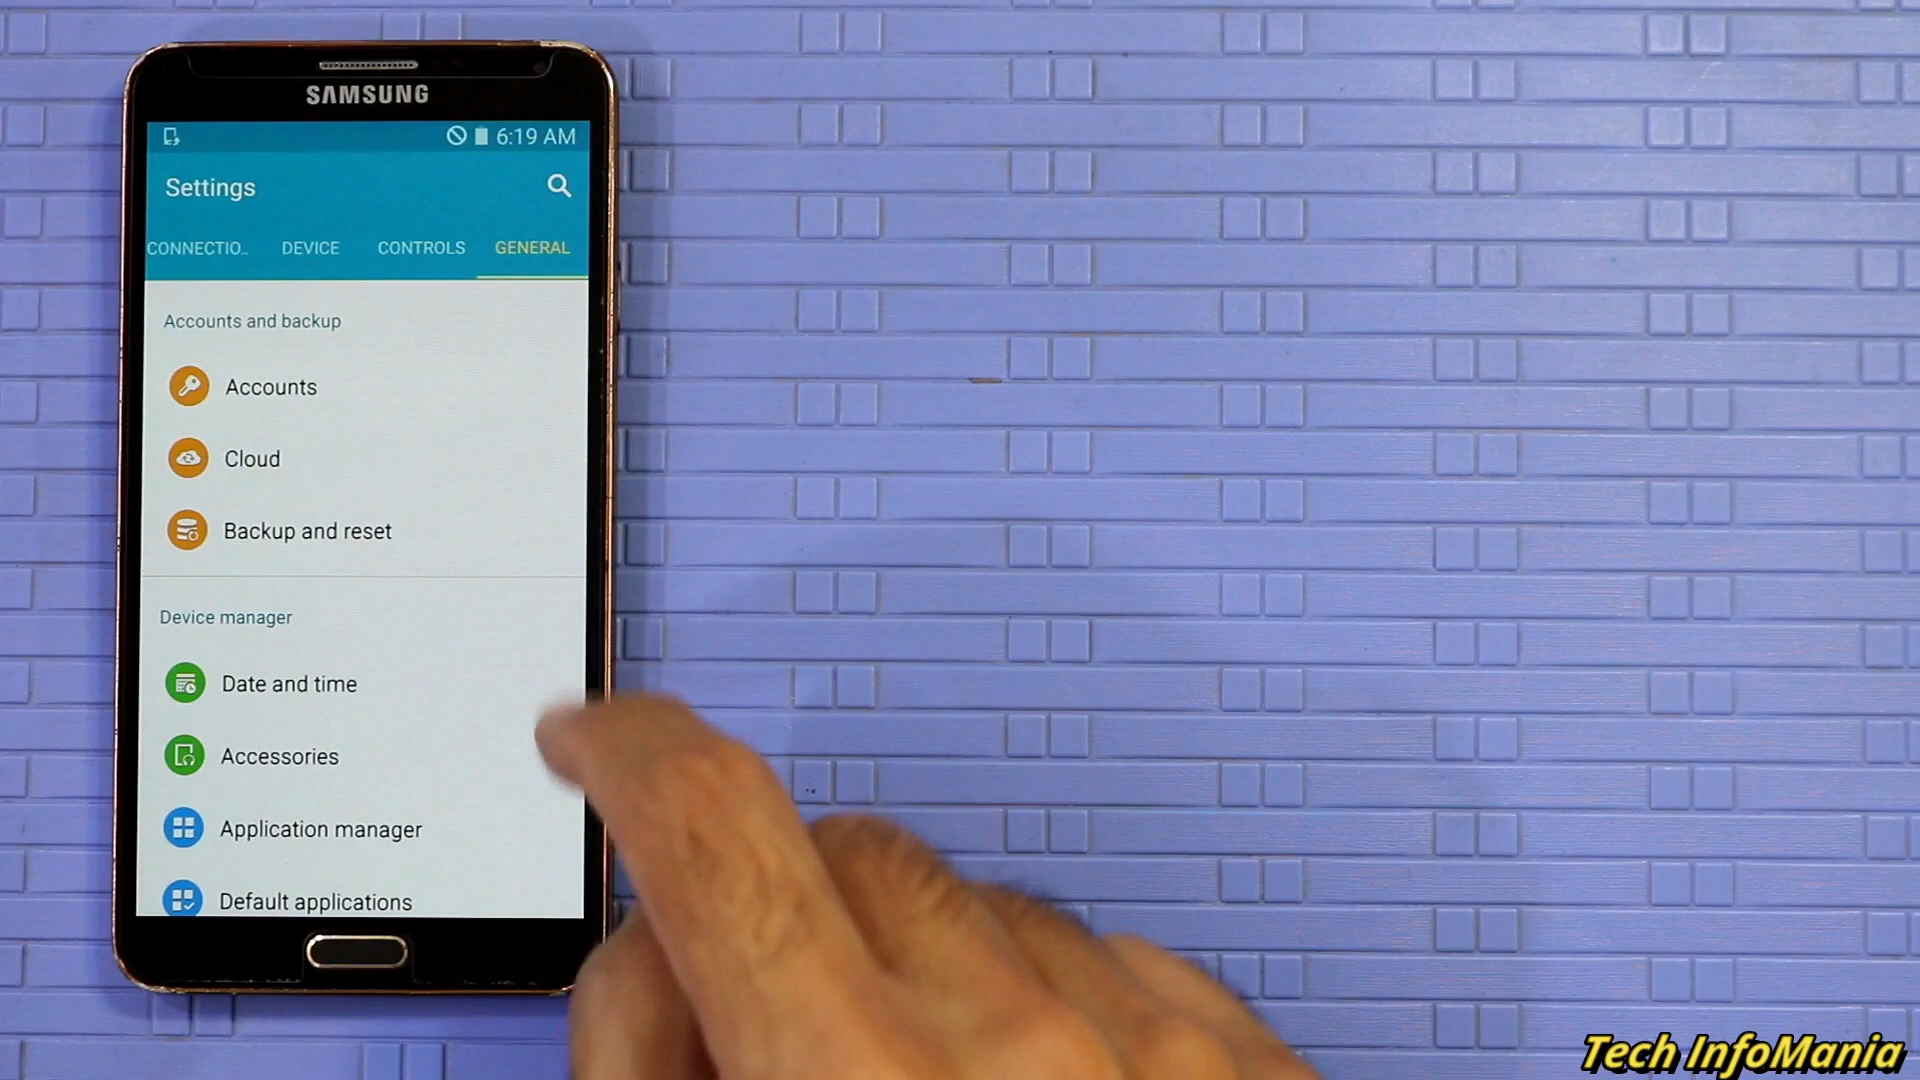 SAMSUNG
6:19 AM
Settings
CONNECTIO.. DEVICE CONTROLS GENERAL
Accounts and backup
Accounts
Cloud
Backup and reset
Device manager
Date and time
Accessories
Application manager
Default applications
Tech InfoMania